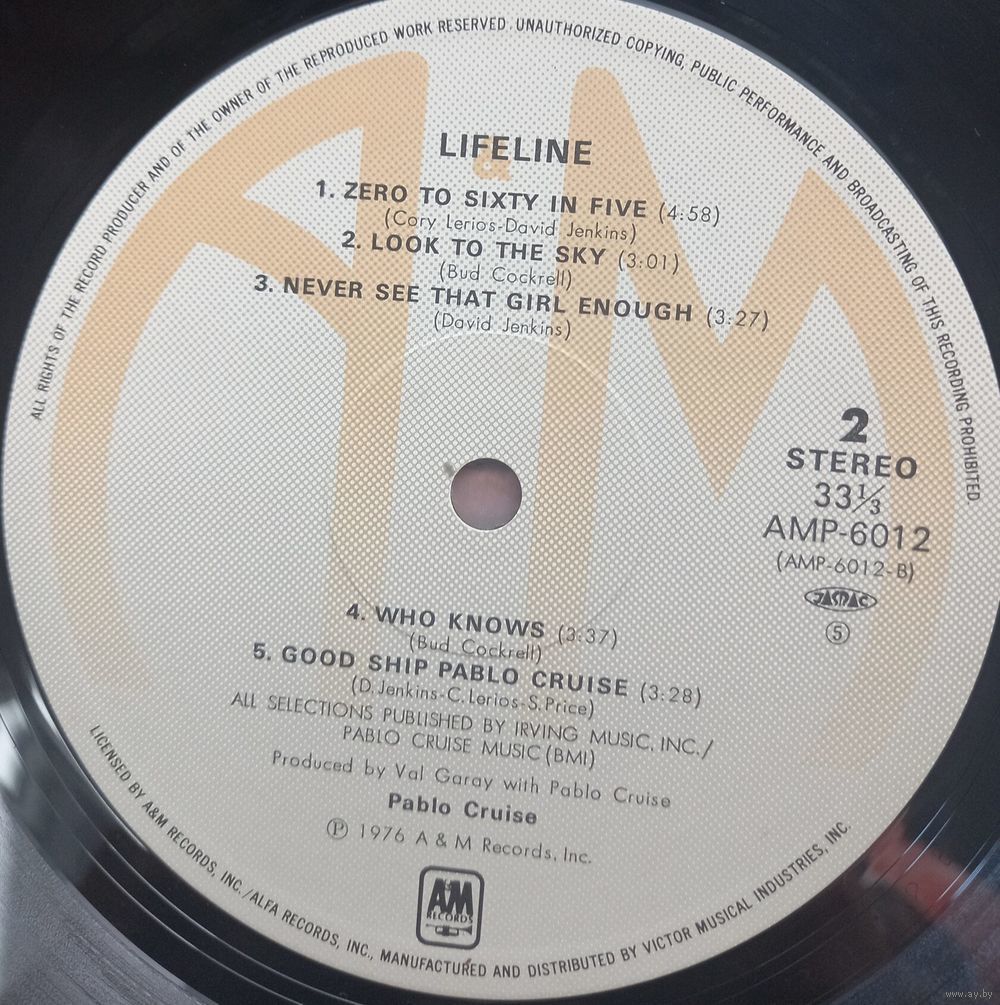 ALL RIGHTS OF THE RECORD PRODUCER AND OF THE OWNER OF THE REPRODUCED WORK RESERVED. UNAUTHORIZED COPYING, PUBLIC PERFORMANCE AND BROADCASTING OF THIS RECORDING PROHIBITED.
LIFELINE
1. ZERO TO SIXTY IN FIVE (4:58)
(Cory Lerios-David Jenkins)
2. LOOK TO THE SKY (3:01)
(Bud Cockrell)
3. NEVER SEE THAT GIRL ENOUGH (3:27)
(David Jenkins)
2
STEREO
33⅓
AMP-6012
(AMP-6012-B)
JASRAC
⑤
4. WHO KNOWS (3:37)
(Bud Cockrell)
5. GOOD SHIP PABLO CRUISE (3:28)
(D. Jenkins-C. Lerios-S. Price)
ALL SELECTIONS PUBLISHED BY IRVING MUSIC, INC./
PABLO CRUISE MUSIC (BMI)
Produced by Val Garay with Pablo Cruise
Pablo Cruise
℗ 1976 A & M Records, Inc.
A&M
RECORDS
LICENSED BY A&M RECORDS, INC./ALFA RECORDS, INC., MANUFACTURED AND DISTRIBUTED BY VICTOR MUSICAL INDUSTRIES, INC.
www.ay.by